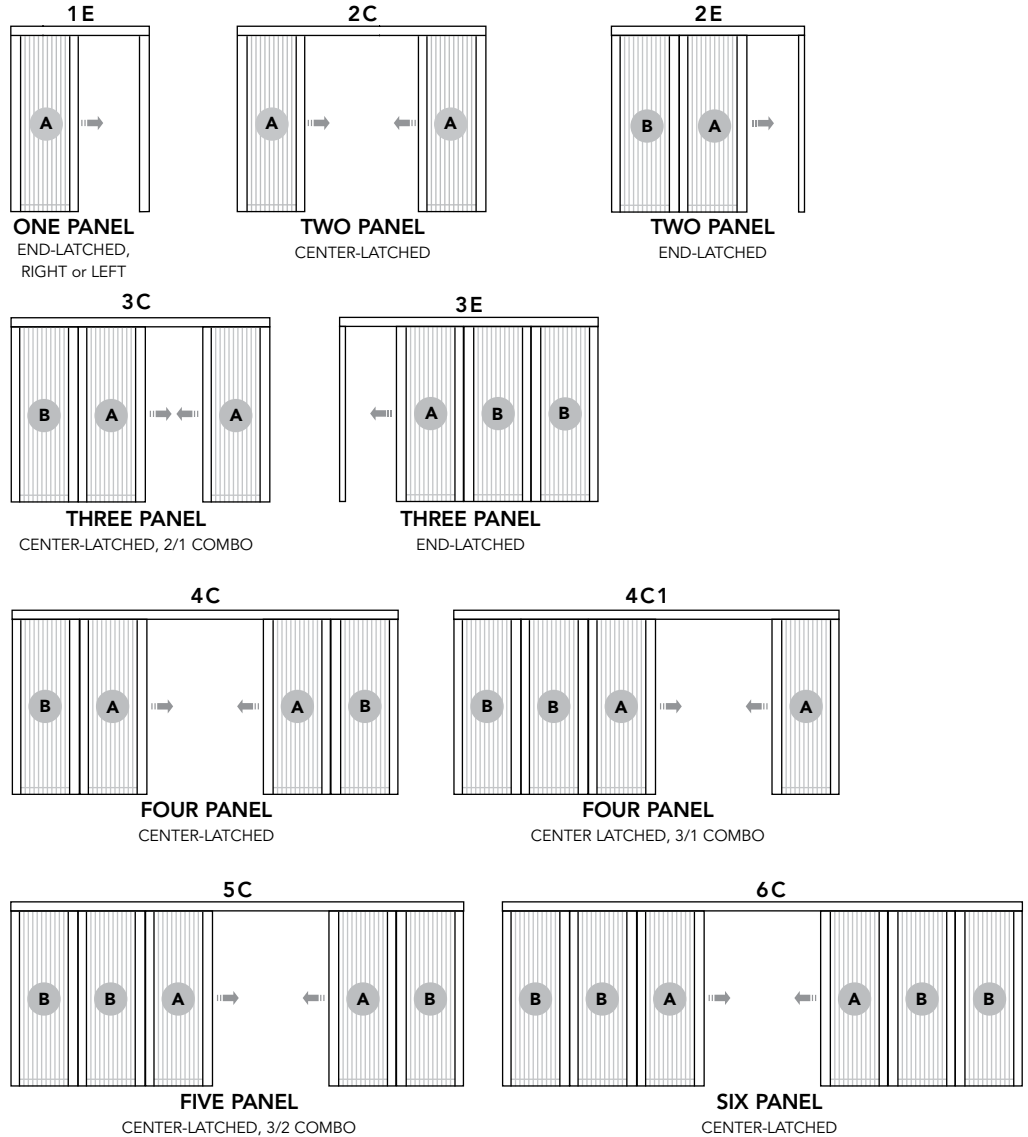 1E
A
ONE PANEL
END-LATCHED,
RIGHT or LEFT
2C
A A
TWO PANEL
CENTER-LATCHED
2E
B A
TWO PANEL
END-LATCHED
3C
B A A
THREE PANEL
CENTER-LATCHED, 2/1 COMBO
3E
A B B
THREE PANEL
END-LATCHED
4C
B A A B
FOUR PANEL
CENTER-LATCHED
4C1
B B A A
FOUR PANEL
CENTER LATCHED, 3/1 COMBO
5C
B B A A B
FIVE PANEL
CENTER-LATCHED, 3/2 COMBO
6C
B B A A B B
SIX PANEL
CENTER-LATCHED